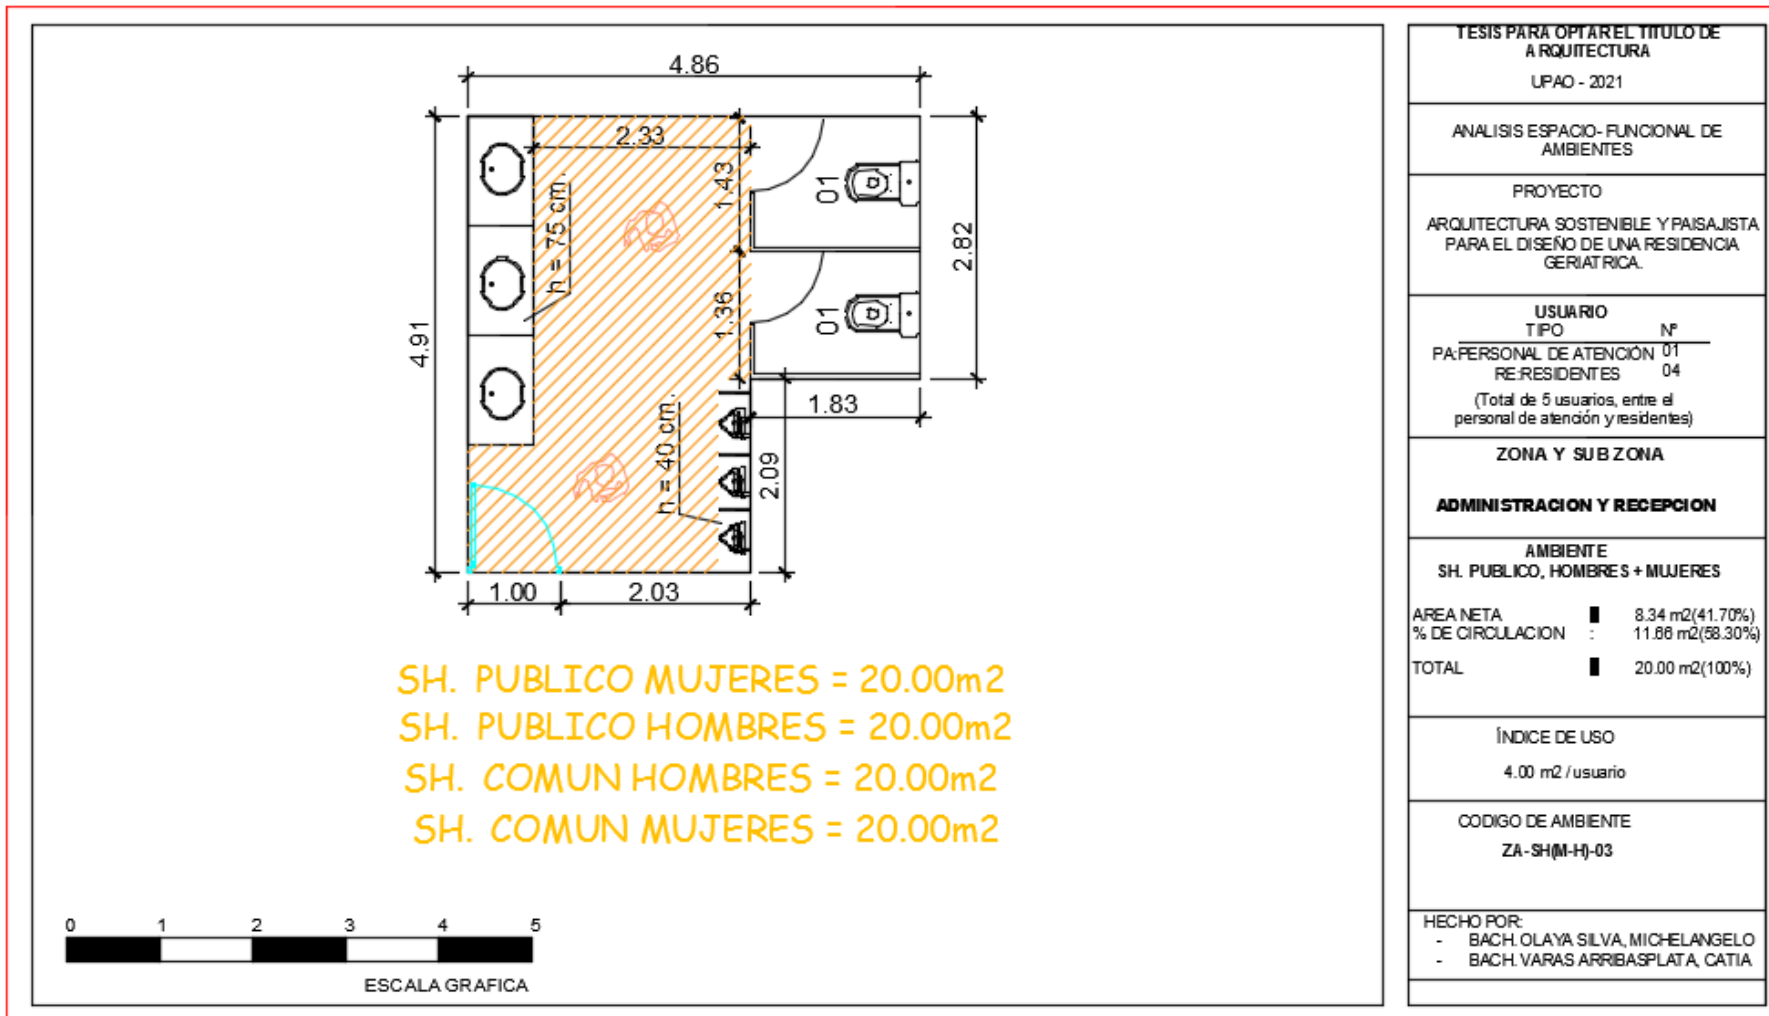 4.86
2.33
1.43
01
h = 75 cm.
2.82
4.91
1.36
01
1.83
h = 40 cm.
2.09
1.00
2.03
SH. PUBLICO MUJERES = 20.00m2
SH. PUBLICO HOMBRES = 20.00m2
SH. COMUN HOMBRES = 20.00m2
SH. COMUN MUJERES = 20.00m2
0 1 2 3 4 5
ESCALA GRAFICA
TESIS PARA OPTAR EL TITULO DE
ARQUITECTURA
UPAO - 2021
ANALISIS ESPACIO- FUNCIONAL DE
AMBIENTES
PROYECTO
ARQUITECTURA SOSTENIBLE Y PAISAJISTA
PARA EL DISEÑO DE UNA RESIDENCIA
GERIATRICA.
USUARIO
TIPO Nº
PA:PERSONAL DE ATENCIÓN 01
RE:RESIDENTES 04
(Total de 5 usuarios, entre el
personal de atención y residentes)
ZONA Y SUB ZONA
ADMINISTRACION Y RECEPCION
AMBIENTE
SH. PUBLICO, HOMBRES + MUJERES
AREA NETA 8.34 m2(41.70%)
% DE CIRCULACION : 11.66 m2(58.30%)
TOTAL 20.00 m2(100%)
ÍNDICE DE USO
4.00 m2 / usuario
CODIGO DE AMBIENTE
ZA-SH(M-H)-03
HECHO POR:
- BACH. OLAYA SILVA, MICHELANGELO
- BACH. VARAS ARRIBASPLATA, CATIA